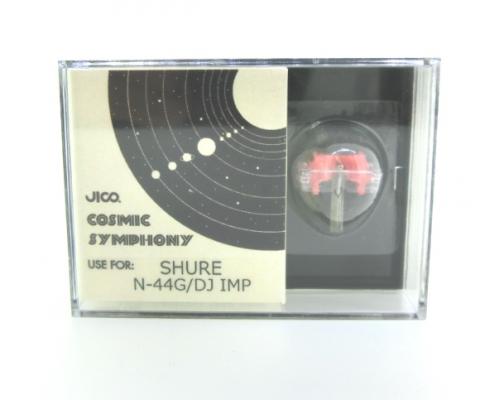 JICO.
COSMIC
SYMPHONY
USE FOR: SHURE
N-44G/DJ IMP